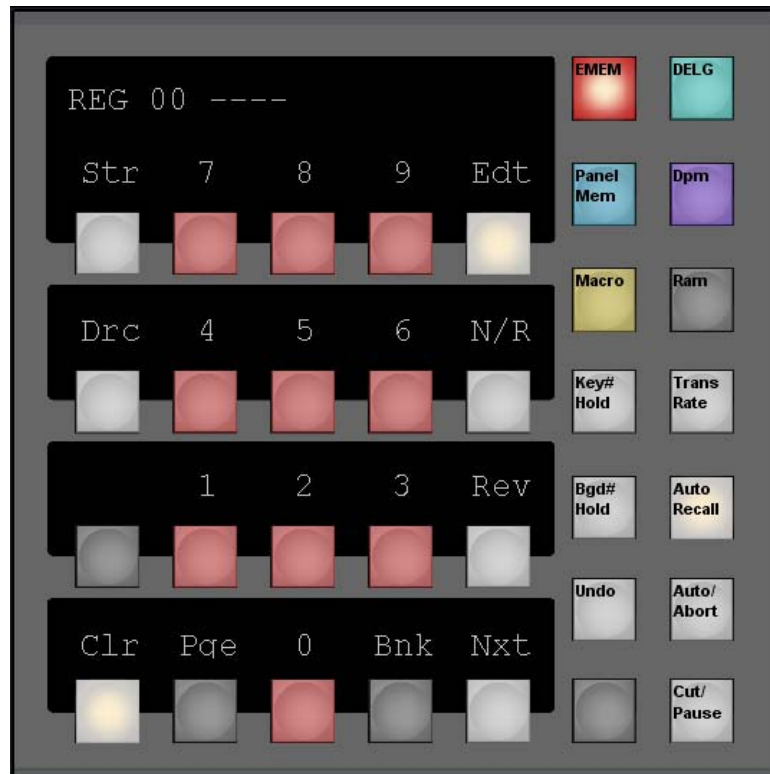 REG 00 ----
Str 7 8 9 Edt
Drc 4 5 6 N/R
1 2 3 Rev
Clr Pge 0 Bnk Nxt
EMEM DELG
Panel
Mem
Dpm
Macro Ram
Key#
Hold
Trans
Rate
Bgd#
Hold
Auto
Recall
Undo
Auto/
Abort
Cut/
Pause